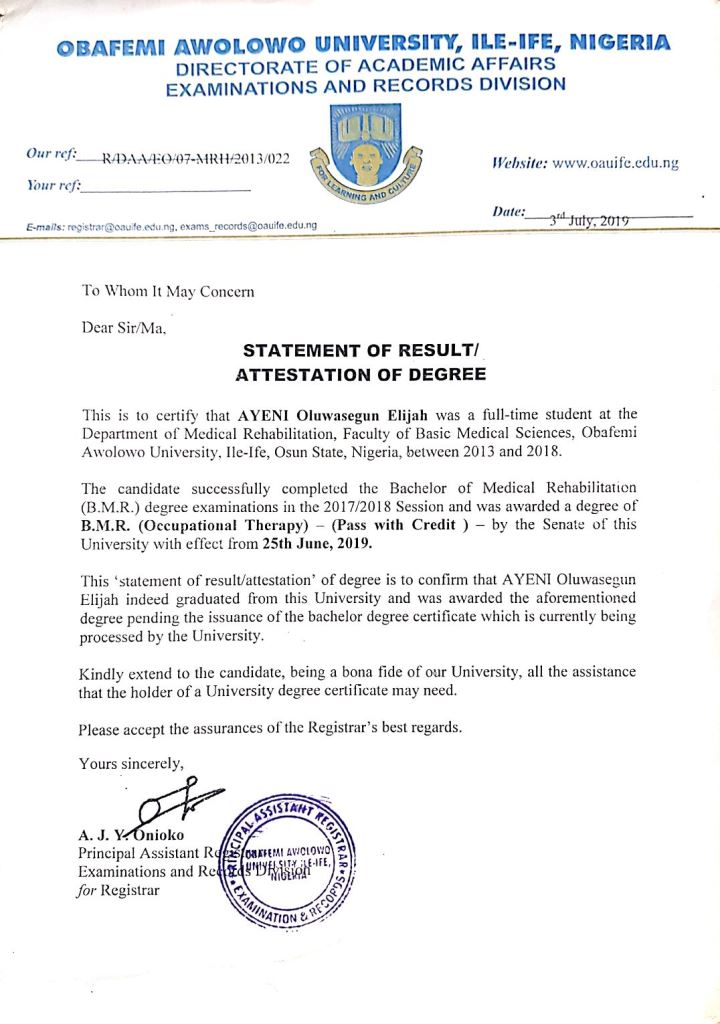 OBAFEMI AWOLOWO UNIVERSITY, ILE-IFE, NIGERIA
DIRECTORATE OF ACADEMIC AFFAIRS
EXAMINATIONS AND RECORDS DIVISION
Our ref: R/DAA/EO/07-MRH/2013/022
Your ref:
FOR LEARNING AND CULTURE
Website: www.oauife.edu.ng
Date: 3rd July, 2019
E-mails: registrar@oauife.edu.ng, exams_records@oauife.edu.ng
To Whom It May Concern
Dear Sir/Ma,
STATEMENT OF RESULT/
ATTESTATION OF DEGREE
This is to certify that AYENI Oluwasegun Elijah was a full-time student at the
Department of Medical Rehabilitation, Faculty of Basic Medical Sciences, Obafemi
Awolowo University, Ile-Ife, Osun State, Nigeria, between 2013 and 2018.
The candidate successfully completed the Bachelor of Medical Rehabilitation
(B.M.R.) degree examinations in the 2017/2018 Session and was awarded a degree of
B.M.R. (Occupational Therapy) – (Pass with Credit ) – by the Senate of this
University with effect from 25th June, 2019.
This ‘statement of result/attestation’ of degree is to confirm that AYENI Oluwasegun
Elijah indeed graduated from this University and was awarded the aforementioned
degree pending the issuance of the bachelor degree certificate which is currently being
processed by the University.
Kindly extend to the candidate, being a bona fide of our University, all the assistance
that the holder of a University degree certificate may need.
Please accept the assurances of the Registrar’s best regards.
Yours sincerely,
A. J. Y. Onioko
Principal Assistant Registrar
Examinations and Records Division
for Registrar
PRINCIPAL ASSISTANT REGISTRAR
OBAFEMI AWOLOWO
UNIVERSITY ILE-IFE,
NIGERIA
EXAMINATION & RECORDS